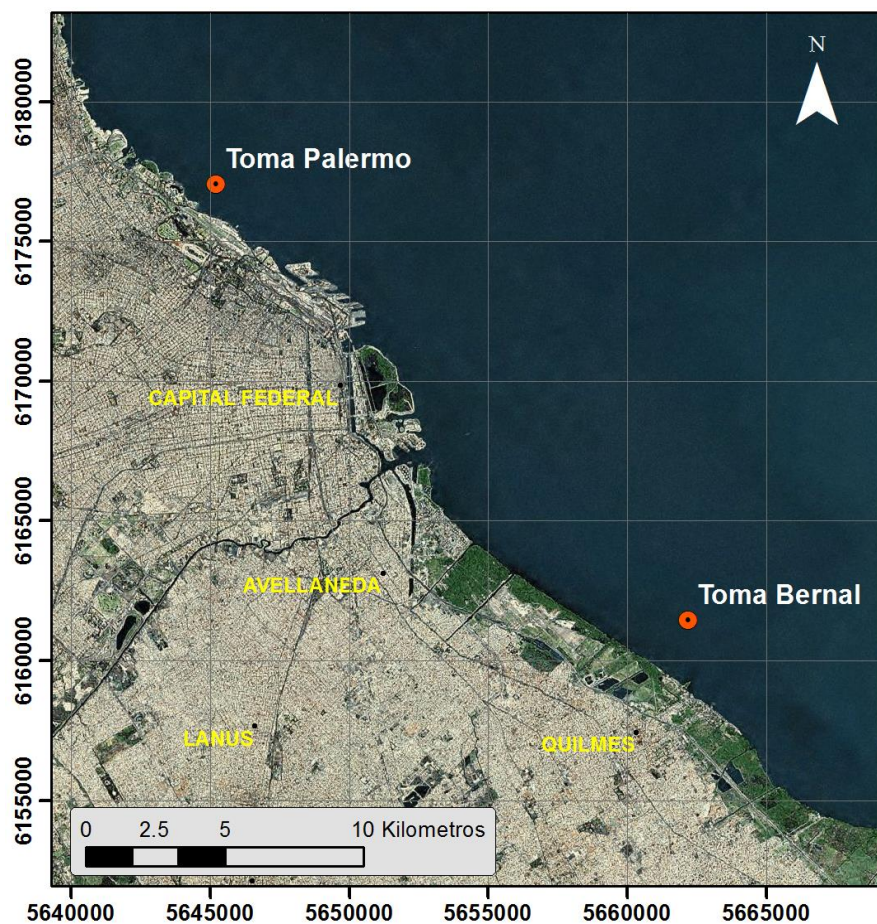 N
6180000
Toma Palermo
6175000
6170000
CAPITAL FEDERAL
6165000
AVELLANEDA
Toma Bernal
6160000
LANUS
QUILMES
6155000
0 2.5 5 10 Kilometros
5640000 5645000 5650000 5655000 5660000 5665000